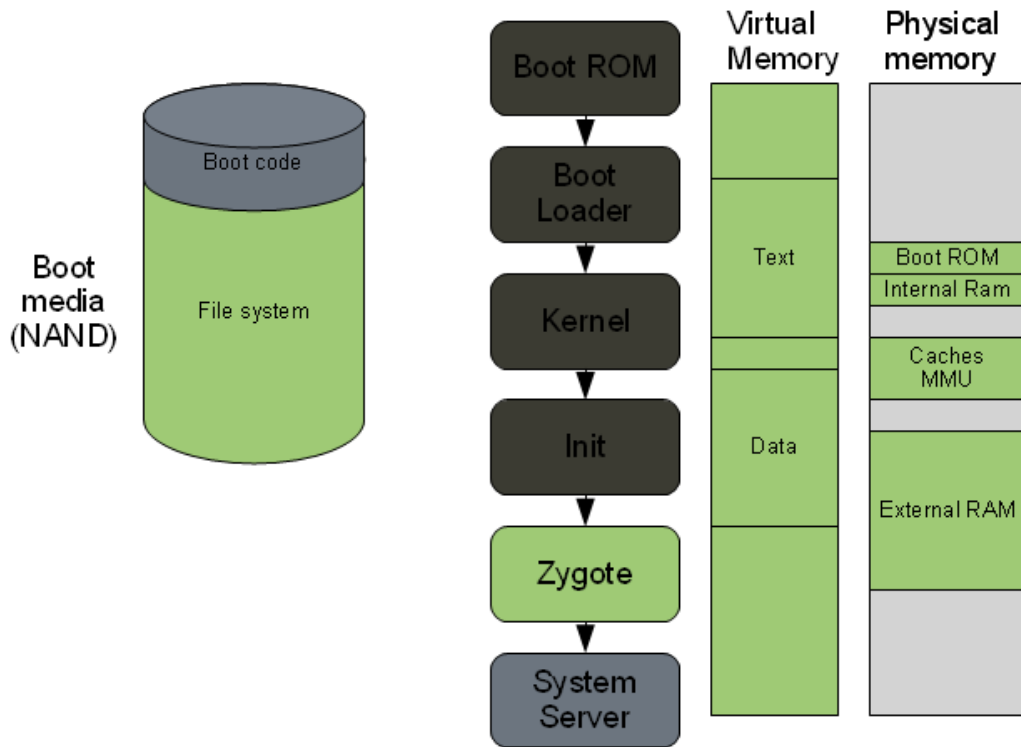 Boot
media
(NAND)
Boot code
File system
Boot ROM
Boot
Loader
Kernel
Init
Zygote
System
Server
Virtual
Memory
Text
Data
Physical
memory
Boot ROM
Internal Ram
Caches
MMU
External RAM